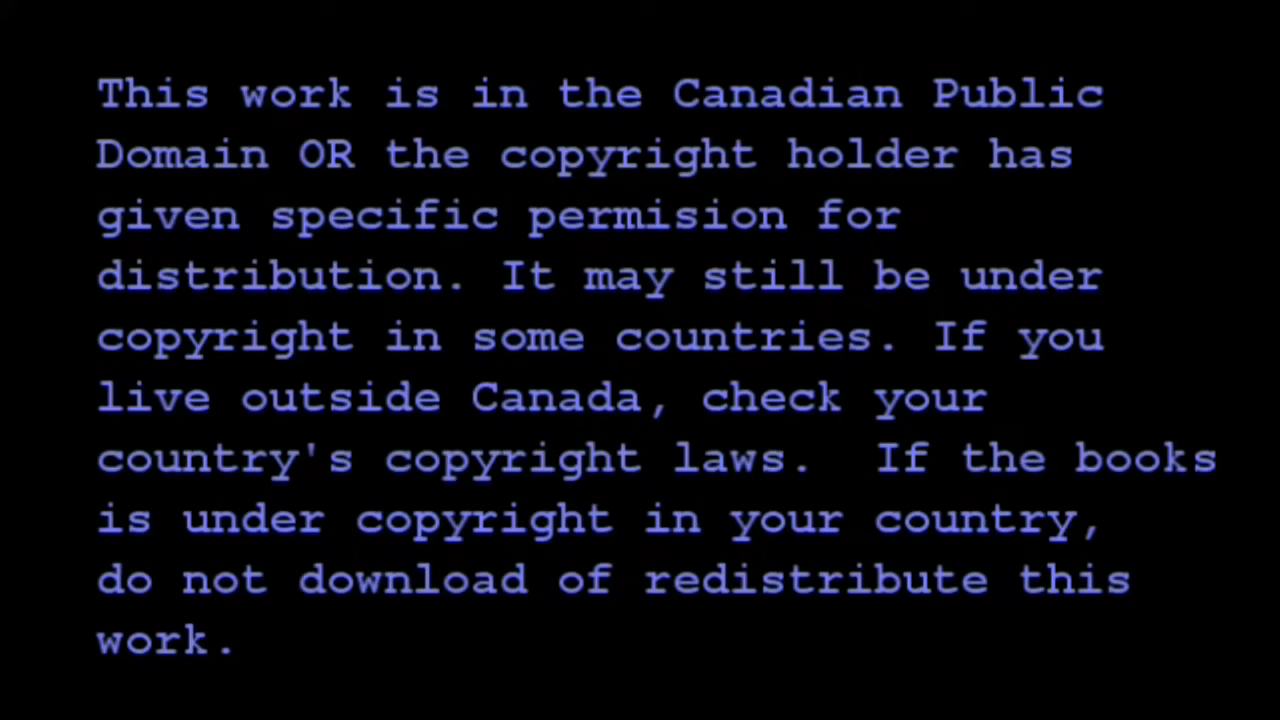 This work is in the Canadian Public
Domain OR the copyright holder has
given specific permision for
distribution. It may still be under
copyright in some countries. If you
live outside Canada, check your
country's copyright laws.  If the books
is under copyright in your country,
do not download of redistribute this
work.